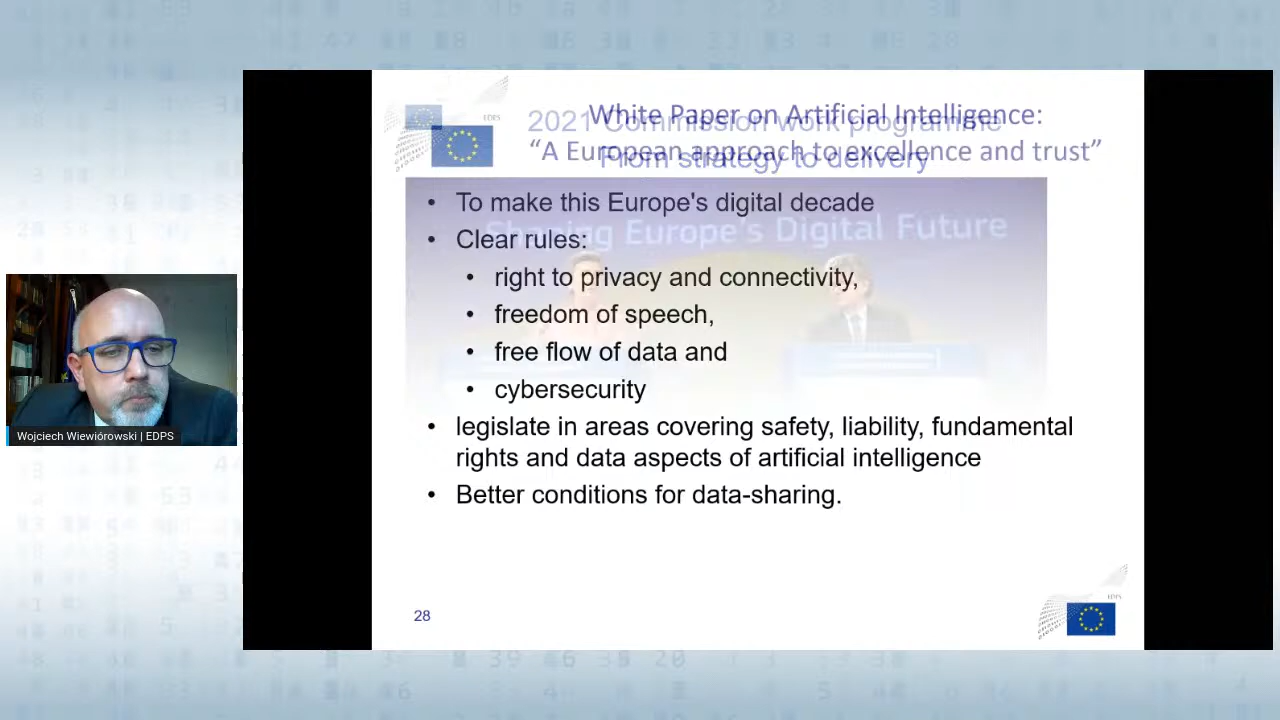 White Paper on Artificial Intelligence:
“A European approach to excellence and trust”
2021 Commission work programme
From strategy to delivery
EDPS
Shaping Europe's Digital Future
• To make this Europe's digital decade
• Clear rules:
• right to privacy and connectivity,
• freedom of speech,
• free flow of data and
• cybersecurity
• legislate in areas covering safety, liability, fundamental
rights and data aspects of artificial intelligence
• Better conditions for data-sharing.
28
EDPS
Wojciech Wiewiórowski | EDPS